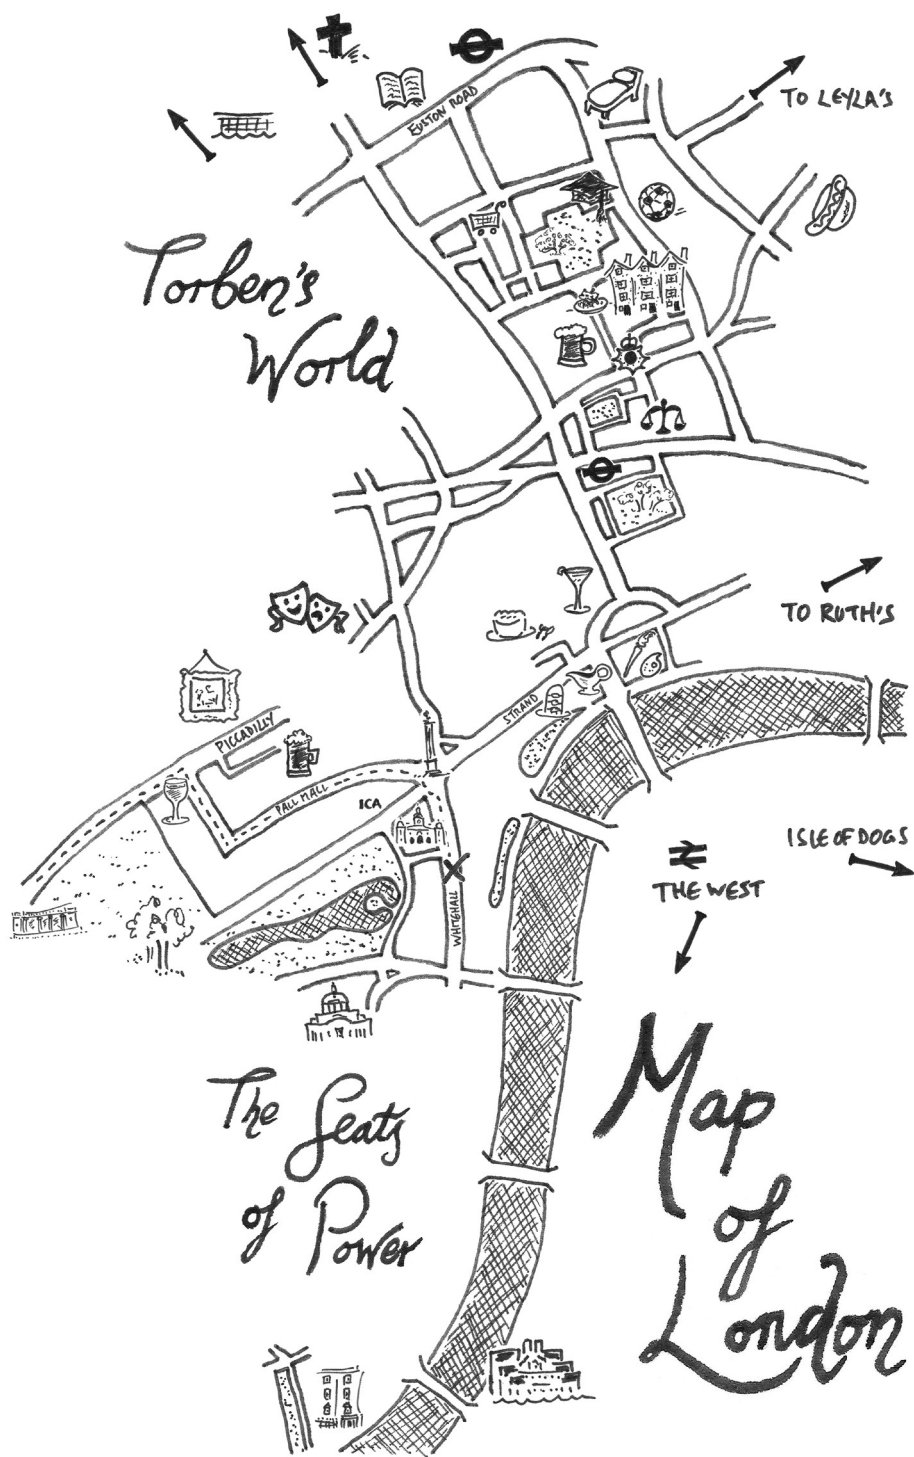 EUSTON ROAD
TO LEYLA'S
Torben's
World
TO RUTH'S
PICCADILLY
STRAND
PALL MALL
ICA
WHITEHALL
ISLE OF DOGS
THE WEST
The Seats
of Power
Map
of
London